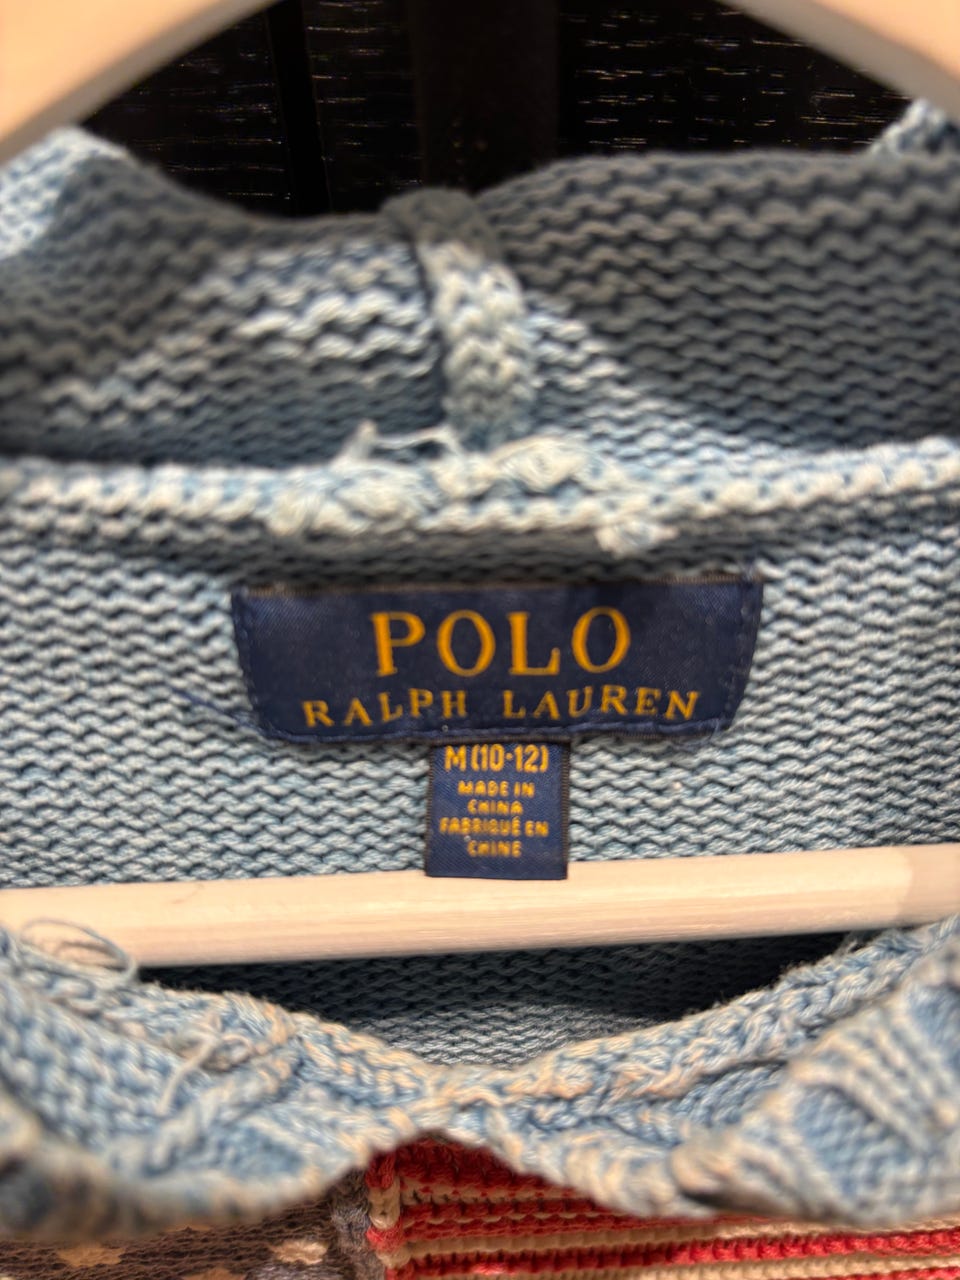 POLO
RALPH LAUREN
M (10-12)
MADE IN
CHINA
FABRIQUÉ EN
CHINE